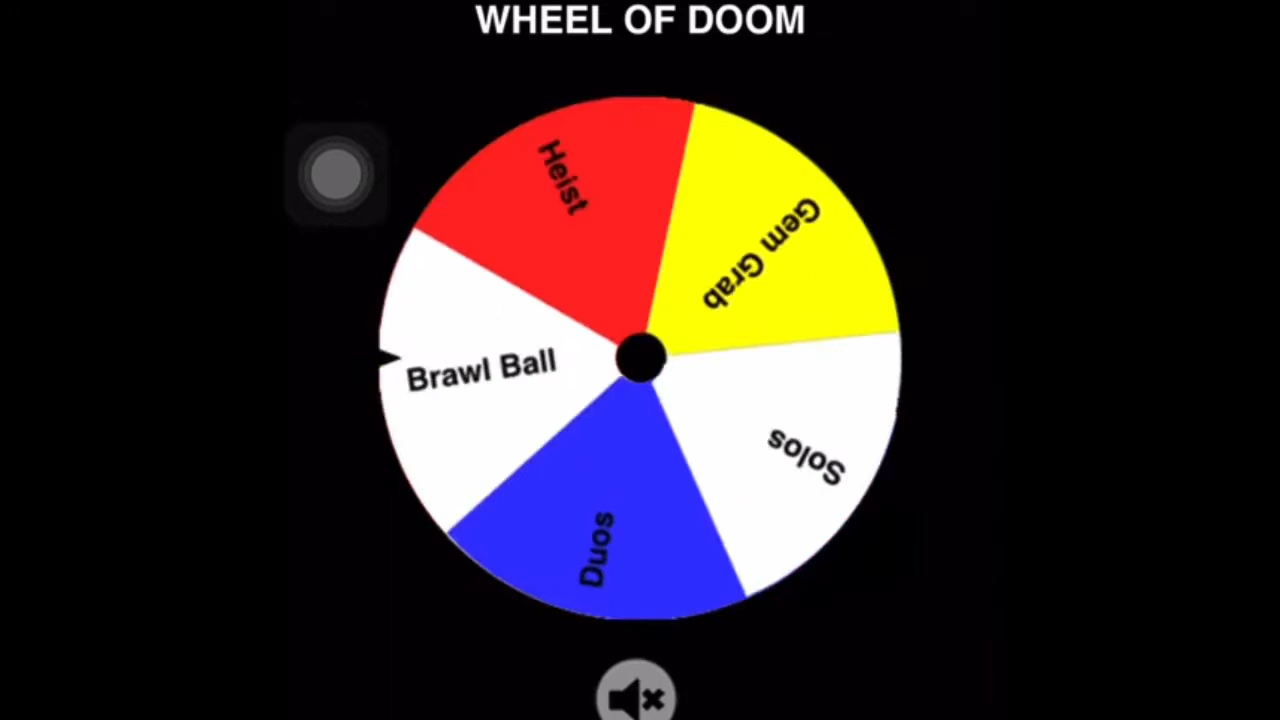 WHEEL OF DOOM
Heist
Gem Grab
Brawl Ball
Solos
Duos